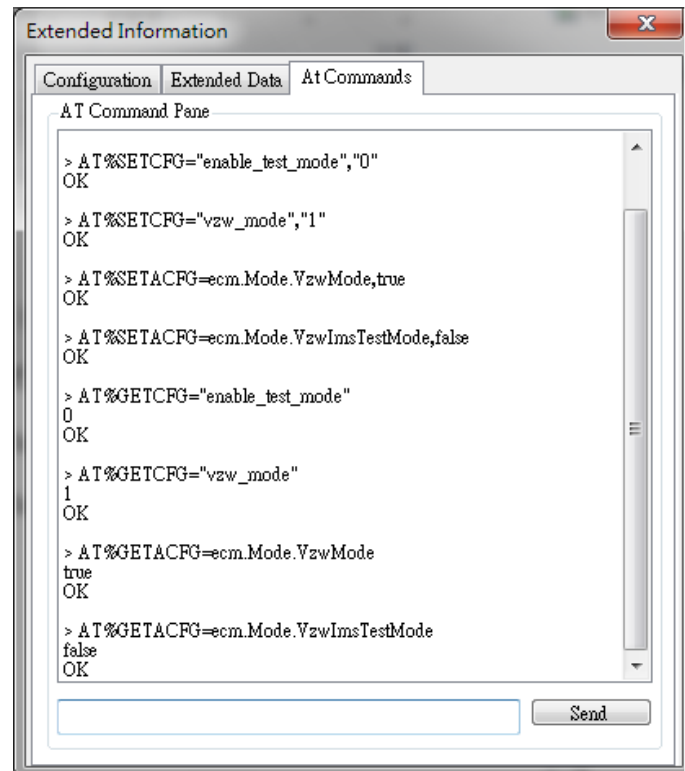 Extended Information
Configuration Extended Data At Commands
AT Command Pane
> AT%SETCFG="enable_test_mode","0"
OK
> AT%SETCFG="vzw_mode","1"
OK
> AT%SETACFG=ecm.Mode.VzwMode,true
OK
> AT%SETACFG=ecm.Mode.VzwImsTestMode,false
OK
> AT%GETCFG="enable_test_mode"
0
OK
> AT%GETCFG="vzw_mode"
1
OK
> AT%GETACFG=ecm.Mode.VzwMode
true
OK
> AT%GETACFG=ecm.Mode.VzwImsTestMode
false
OK
Send